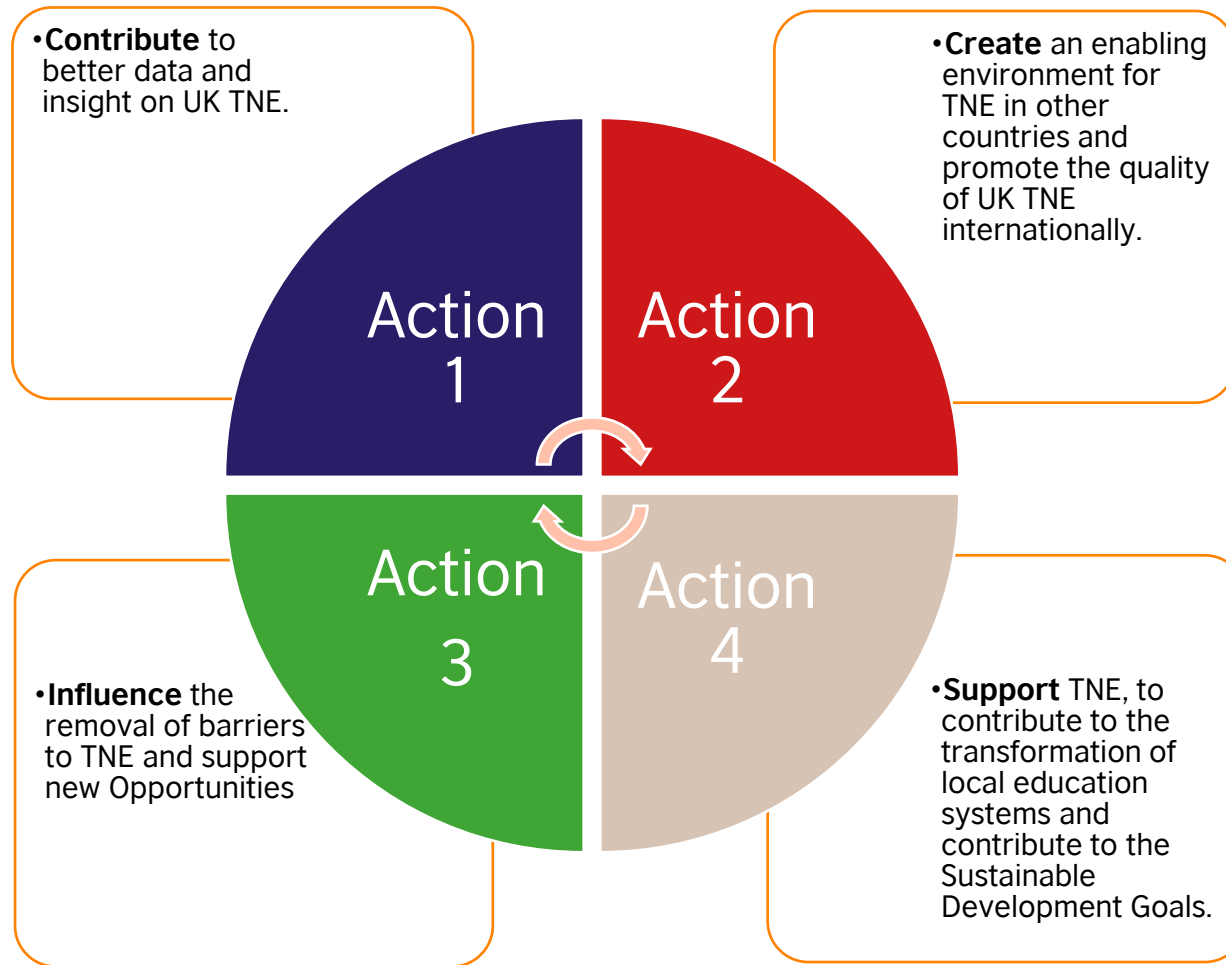 •Contribute to
better data and
insight on UK TNE.
•Create an enabling
environment for
TNE in other
countries and
promote the quality
of UK TNE
internationally.
Action
1
Action
2
Action
3
Action
4
•Influence the
removal of barriers
to TNE and support
new Opportunities
•Support TNE, to
contribute to the
transformation of
local education
systems and
contribute to the
Sustainable
Development Goals.